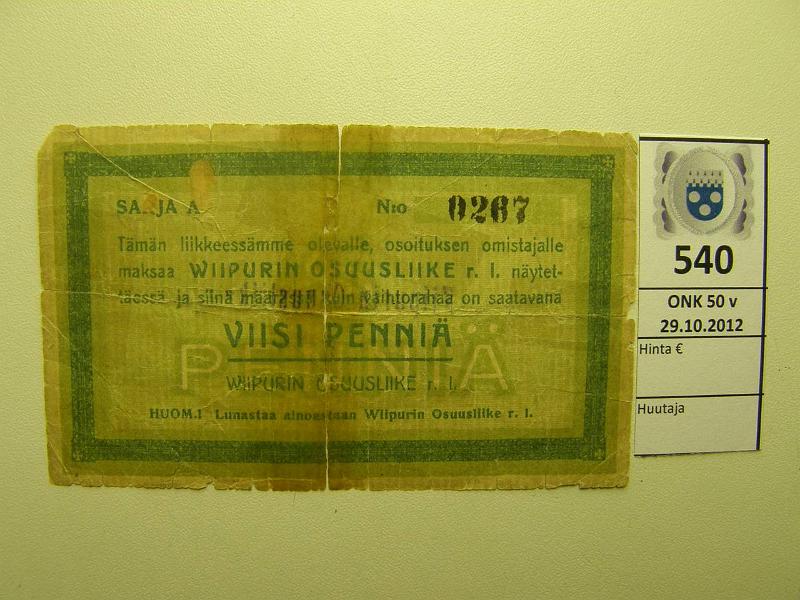 SARJA A
N:o 0267
Tämän liikkeessämme olevalle, osoituksen omistajalle
maksaa WIIPURIN OSUUSLIIKE r. l. näytet-
täessä ja siinä määrässä kuin vaihtorahaa on saatavana
VIISI PENNIÄ
PENNIÄ
WIIPURIN OSUUSLIIKE r. l.
HUOM.! Lunastaa ainoastaan Wiipurin Osuusliike r. l.
540
ONK 50 v
29.10.2012
Hinta €
Huutaja